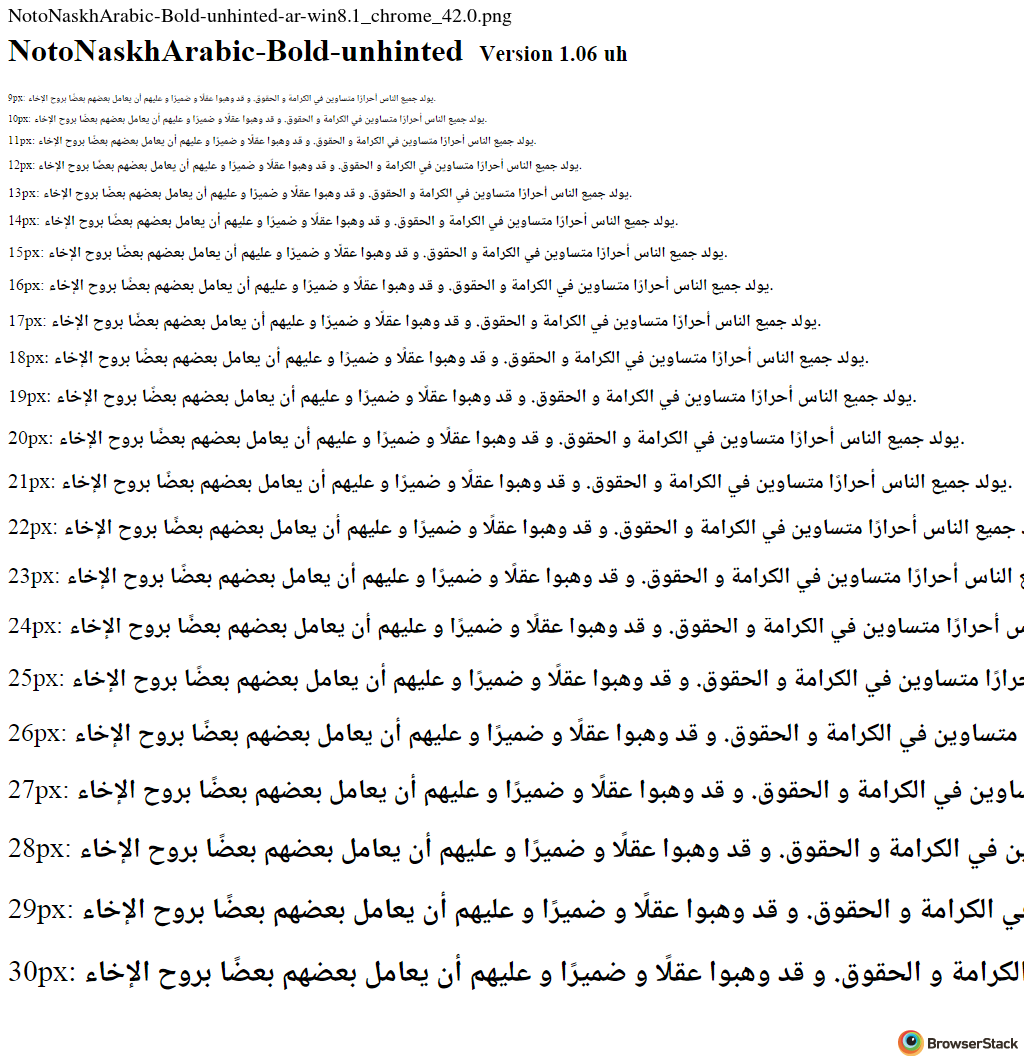 NotoNaskhArabic-Bold-unhinted-ar-win8.1_chrome_42.0.png
NotoNaskhArabic-Bold-unhinted Version 1.06 uh
9px: يولد جميع الناس أحرارًا متساوين في الكرامة و الحقوق. و قد وهبوا عقلًا و ضميرًا و عليهم أن يعامل بعضهم بعضًا بروح الإخاء.
10px: يولد جميع الناس أحرارًا متساوين في الكرامة و الحقوق. و قد وهبوا عقلًا و ضميرًا و عليهم أن يعامل بعضهم بعضًا بروح الإخاء.
11px: يولد جميع الناس أحرارًا متساوين في الكرامة و الحقوق. و قد وهبوا عقلًا و ضميرًا و عليهم أن يعامل بعضهم بعضًا بروح الإخاء.
12px: يولد جميع الناس أحرارًا متساوين في الكرامة و الحقوق. و قد وهبوا عقلًا و ضميرًا و عليهم أن يعامل بعضهم بعضًا بروح الإخاء.
13px: يولد جميع الناس أحرارًا متساوين في الكرامة و الحقوق. و قد وهبوا عقلًا و ضميرًا و عليهم أن يعامل بعضهم بعضًا بروح الإخاء.
14px: يولد جميع الناس أحرارًا متساوين في الكرامة و الحقوق. و قد وهبوا عقلًا و ضميرًا و عليهم أن يعامل بعضهم بعضًا بروح الإخاء.
15px: يولد جميع الناس أحرارًا متساوين في الكرامة و الحقوق. و قد وهبوا عقلًا و ضميرًا و عليهم أن يعامل بعضهم بعضًا بروح الإخاء.
16px: يولد جميع الناس أحرارًا متساوين في الكرامة و الحقوق. و قد وهبوا عقلًا و ضميرًا و عليهم أن يعامل بعضهم بعضًا بروح الإخاء.
17px: يولد جميع الناس أحرارًا متساوين في الكرامة و الحقوق. و قد وهبوا عقلًا و ضميرًا و عليهم أن يعامل بعضهم بعضًا بروح الإخاء.
18px: يولد جميع الناس أحرارًا متساوين في الكرامة و الحقوق. و قد وهبوا عقلًا و ضميرًا و عليهم أن يعامل بعضهم بعضًا بروح الإخاء.
19px: يولد جميع الناس أحرارًا متساوين في الكرامة و الحقوق. و قد وهبوا عقلًا و ضميرًا و عليهم أن يعامل بعضهم بعضًا بروح الإخاء.
20px: يولد جميع الناس أحرارًا متساوين في الكرامة و الحقوق. و قد وهبوا عقلًا و ضميرًا و عليهم أن يعامل بعضهم بعضًا بروح الإخاء.
21px: يولد جميع الناس أحرارًا متساوين في الكرامة و الحقوق. و قد وهبوا عقلًا و ضميرًا و عليهم أن يعامل بعضهم بعضًا بروح الإخاء.
22px: جميع الناس أحرارًا متساوين في الكرامة و الحقوق. و قد وهبوا عقلًا و ضميرًا و عليهم أن يعامل بعضهم بعضًا بروح الإخاء
23px: الناس أحرارًا متساوين في الكرامة و الحقوق. و قد وهبوا عقلًا و ضميرًا و عليهم أن يعامل بعضهم بعضًا بروح الإخاء
24px: أحرارًا متساوين في الكرامة و الحقوق. و قد وهبوا عقلًا و ضميرًا و عليهم أن يعامل بعضهم بعضًا بروح الإخاء
25px: حرارًا متساوين في الكرامة و الحقوق. و قد وهبوا عقلًا و ضميرًا و عليهم أن يعامل بعضهم بعضًا بروح الإخاء
26px: متساوين في الكرامة و الحقوق. و قد وهبوا عقلًا و ضميرًا و عليهم أن يعامل بعضهم بعضًا بروح الإخاء
27px: ساوين في الكرامة و الحقوق. و قد وهبوا عقلًا و ضميرًا و عليهم أن يعامل بعضهم بعضًا بروح الإخاء
28px: ين في الكرامة و الحقوق. و قد وهبوا عقلًا و ضميرًا و عليهم أن يعامل بعضهم بعضًا بروح الإخاء
29px: ي الكرامة و الحقوق. و قد وهبوا عقلًا و ضميرًا و عليهم أن يعامل بعضهم بعضًا بروح الإخاء
30px: الكرامة و الحقوق. و قد وهبوا عقلًا و ضميرًا و عليهم أن يعامل بعضهم بعضًا بروح الإخاء
BrowserStack